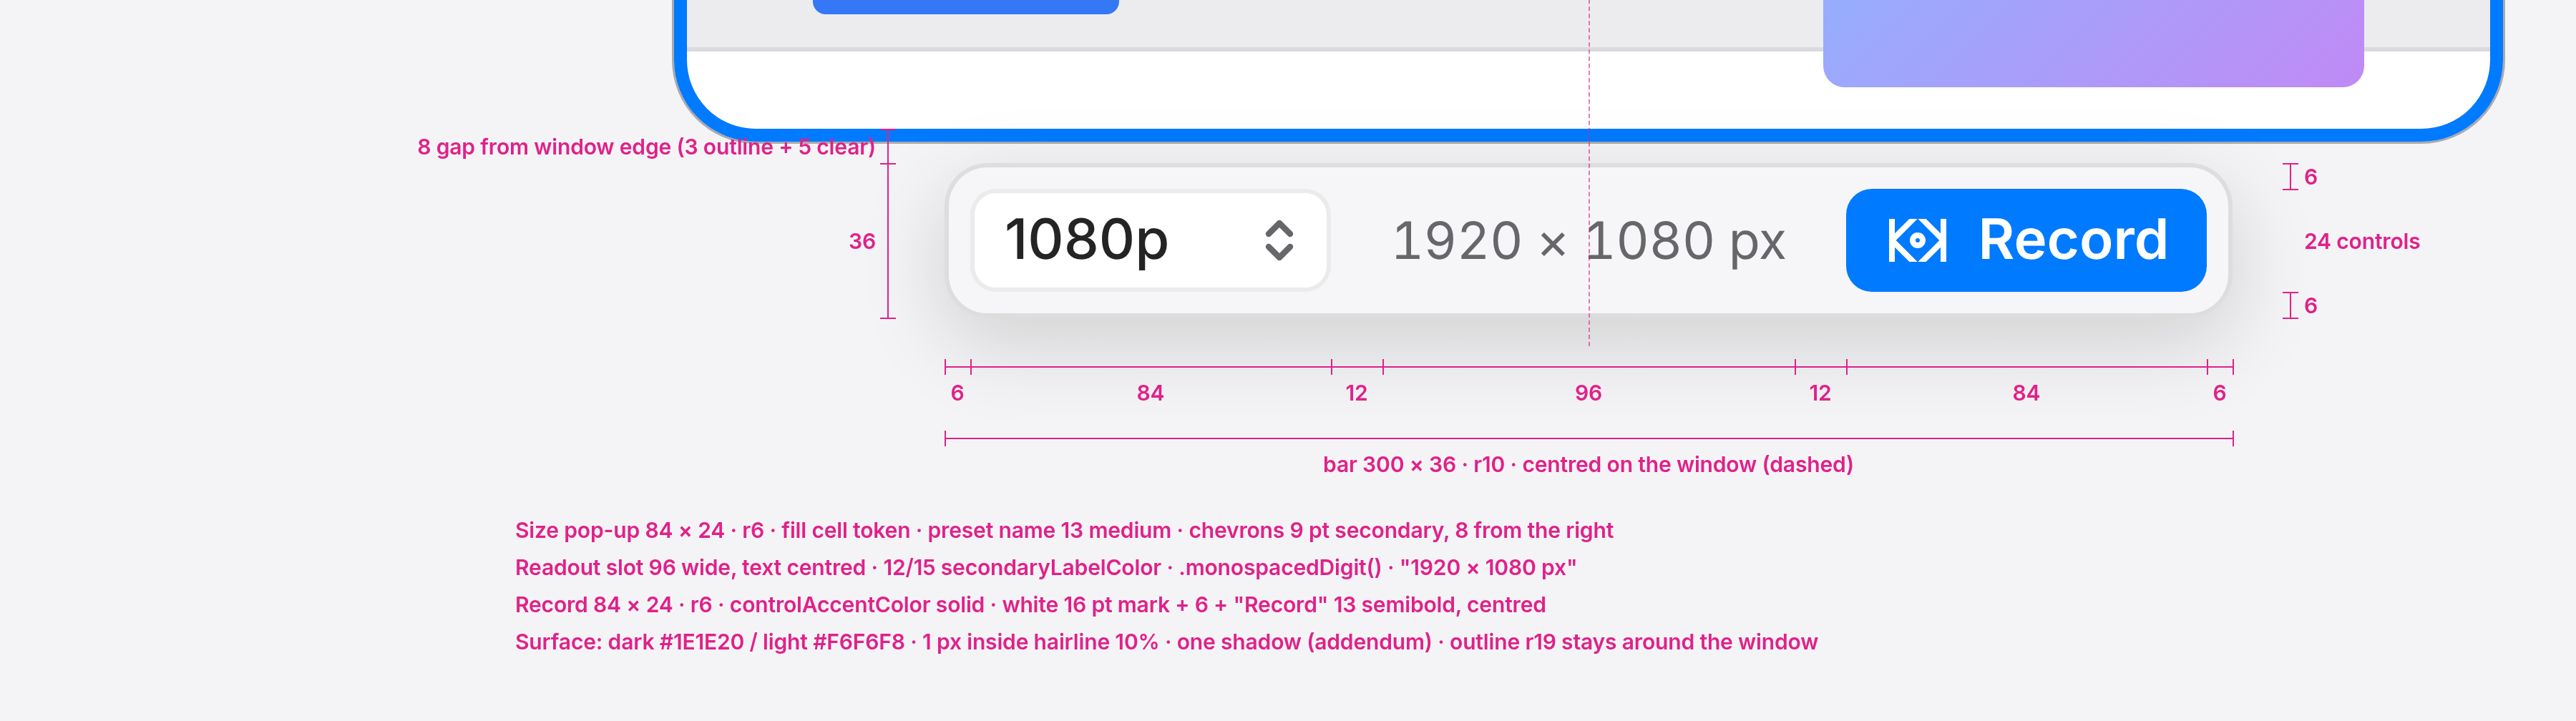 8 gap from window edge (3 outline + 5 clear)
6
36
1080p
1920 × 1080 px
Record
24 controls
6
6 84 12 96 12 84 6
bar 300 × 36 · r10 · centred on the window (dashed)
Size pop-up 84 × 24 · r6 · fill cell token · preset name 13 medium · chevrons 9 pt secondary, 8 from the right
Readout slot 96 wide, text centred · 12/15 secondaryLabelColor · .monospacedDigit() · "1920 × 1080 px"
Record 84 × 24 · r6 · controlAccentColor solid · white 16 pt mark + 6 + "Record" 13 semibold, centred
Surface: dark #1E1E20 / light #F6F6F8 · 1 px inside hairline 10% · one shadow (addendum) · outline r19 stays around the window